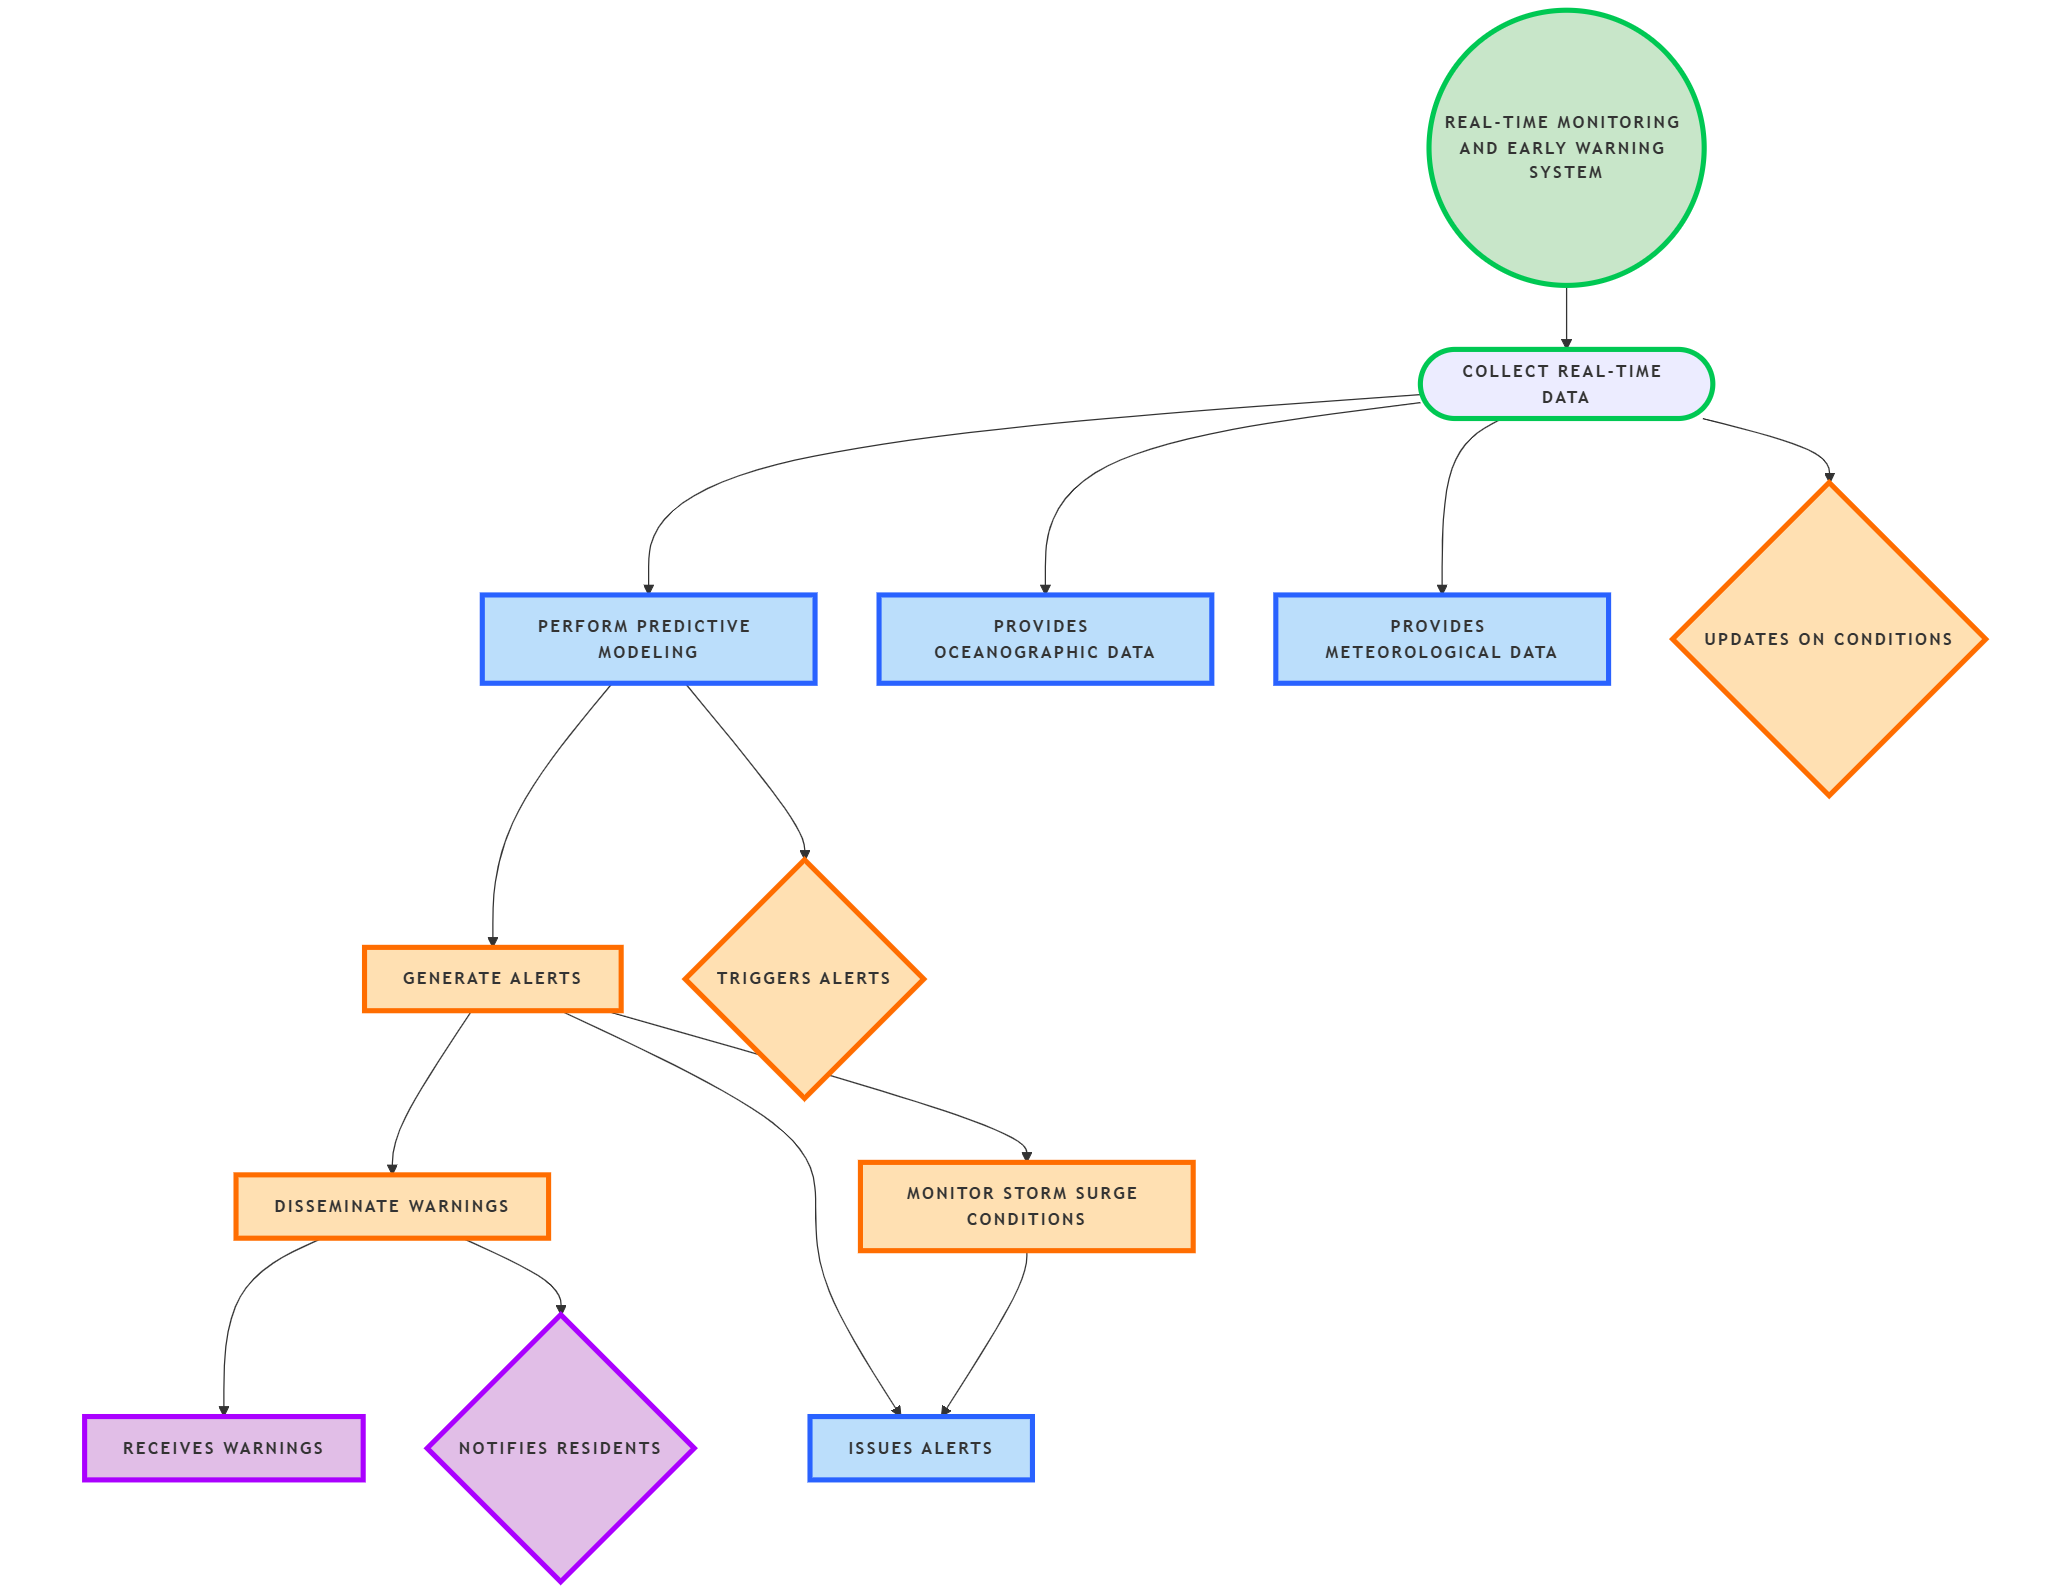 REAL-TIME MONITORING
AND EARLY WARNING
SYSTEM
COLLECT REAL-TIME
DATA
PERFORM PREDICTIVE
MODELING
PROVIDES
OCEANOGRAPHIC DATA
PROVIDES
METEOROLOGICAL DATA
UPDATES ON CONDITIONS
GENERATE ALERTS
TRIGGERS ALERTS
DISSEMINATE WARNINGS
MONITOR STORM SURGE
CONDITIONS
RECEIVES WARNINGS
NOTIFIES RESIDENTS
ISSUES ALERTS